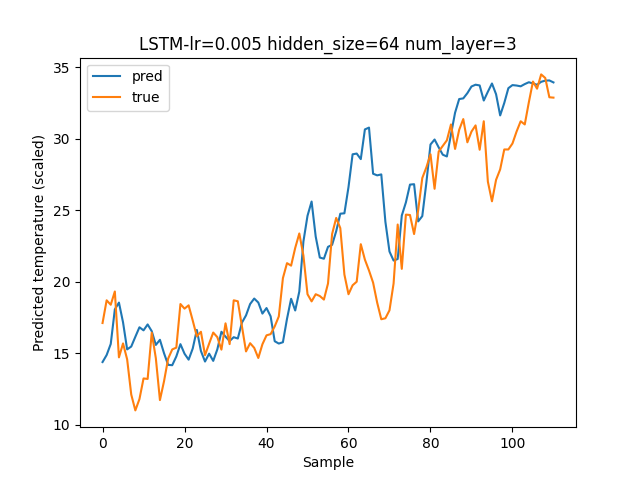 LSTM-lr=0.005 hidden_size=64 num_layer=3
pred
true
Predicted temperature (scaled)
35
30
25
20
15
10
0 20 40 60 80 100
Sample